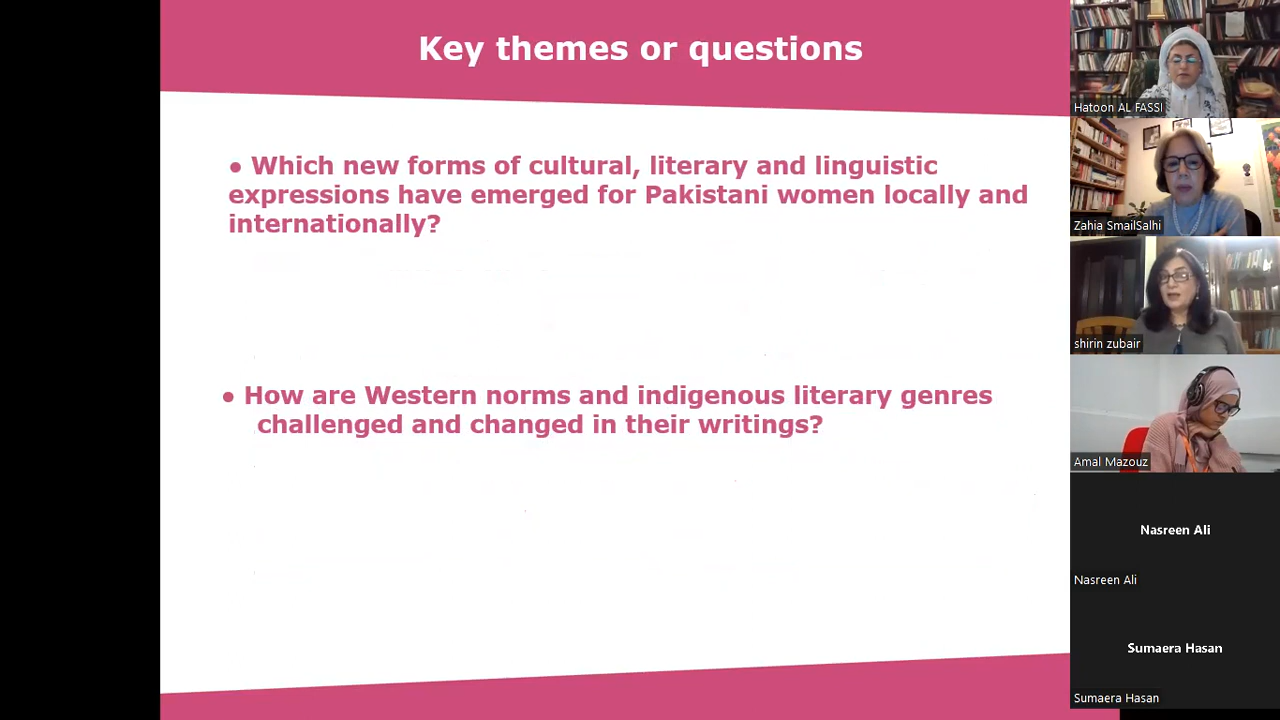 Key themes or questions
● Which new forms of cultural, literary and linguistic
expressions have emerged for Pakistani women locally and
internationally?
● How are Western norms and indigenous literary genres
challenged and changed in their writings?
Hatoon AL FASSI
Zahia SmailSalhi
shirin zubair
Amal Mazouz
Nasreen Ali
Nasreen Ali
Sumaera Hasan
Sumaera Hasan